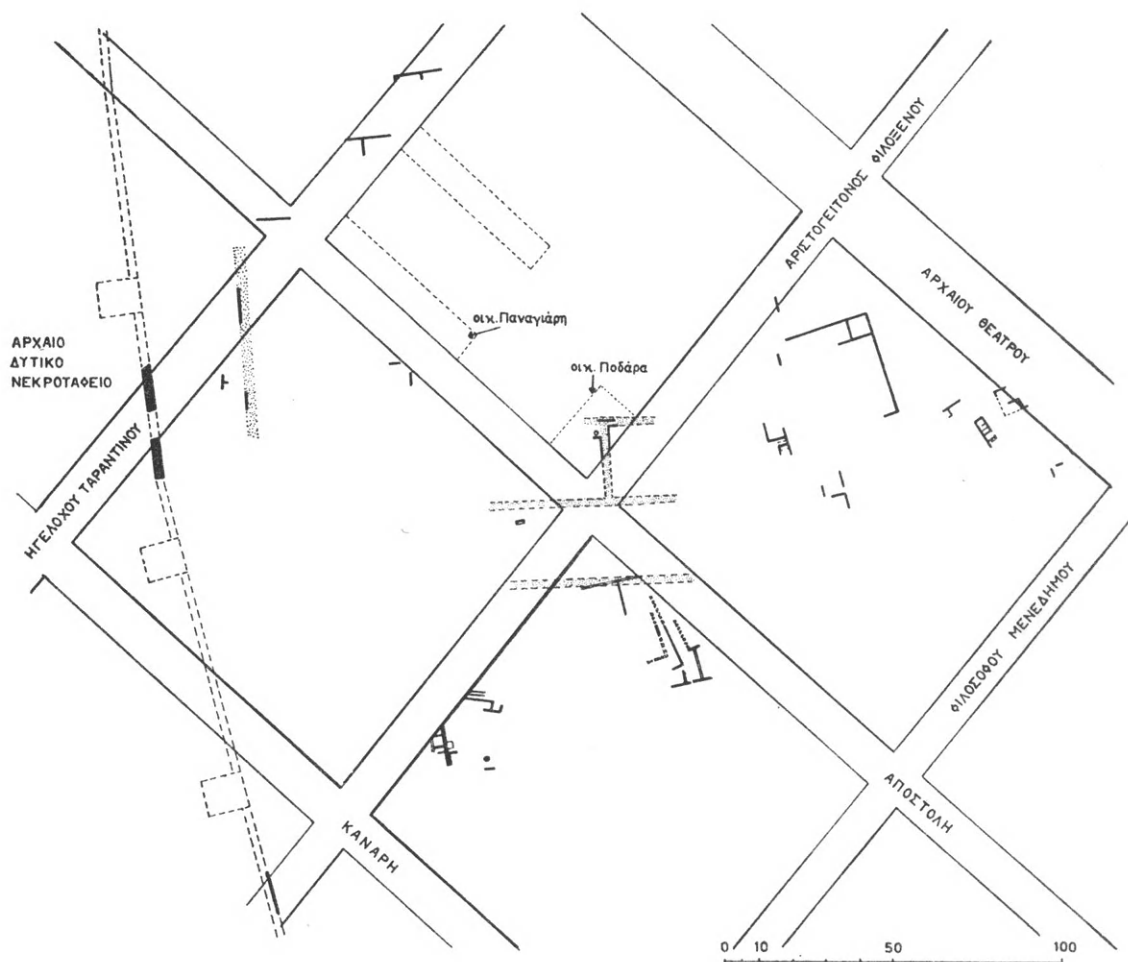 ΑΡΙΣΤΟΓΕΙΤΟΝΟΣ ΦΙΛΟΞΕΝΟΥ
ΑΡΧΑΙΟΥ ΘΕΑΤΡΟΥ
οικ. Παναγιάρη
ΑΡΧΑΙΟ
ΔΥΤΙΚΟ
ΝΕΚΡΟΤΑΦΕΙΟ
οικ. Ποδάρα
ΗΓΕΛΟΧΟΥ ΤΑΡΑΝΤΙΝΟΥ
ΦΙΛΟΣΟΦΟΥ ΜΕΝΕΔΗΜΟΥ
ΑΠΟΣΤΟΛΗ
ΚΑΝΑΡΗ
0 10 50 100